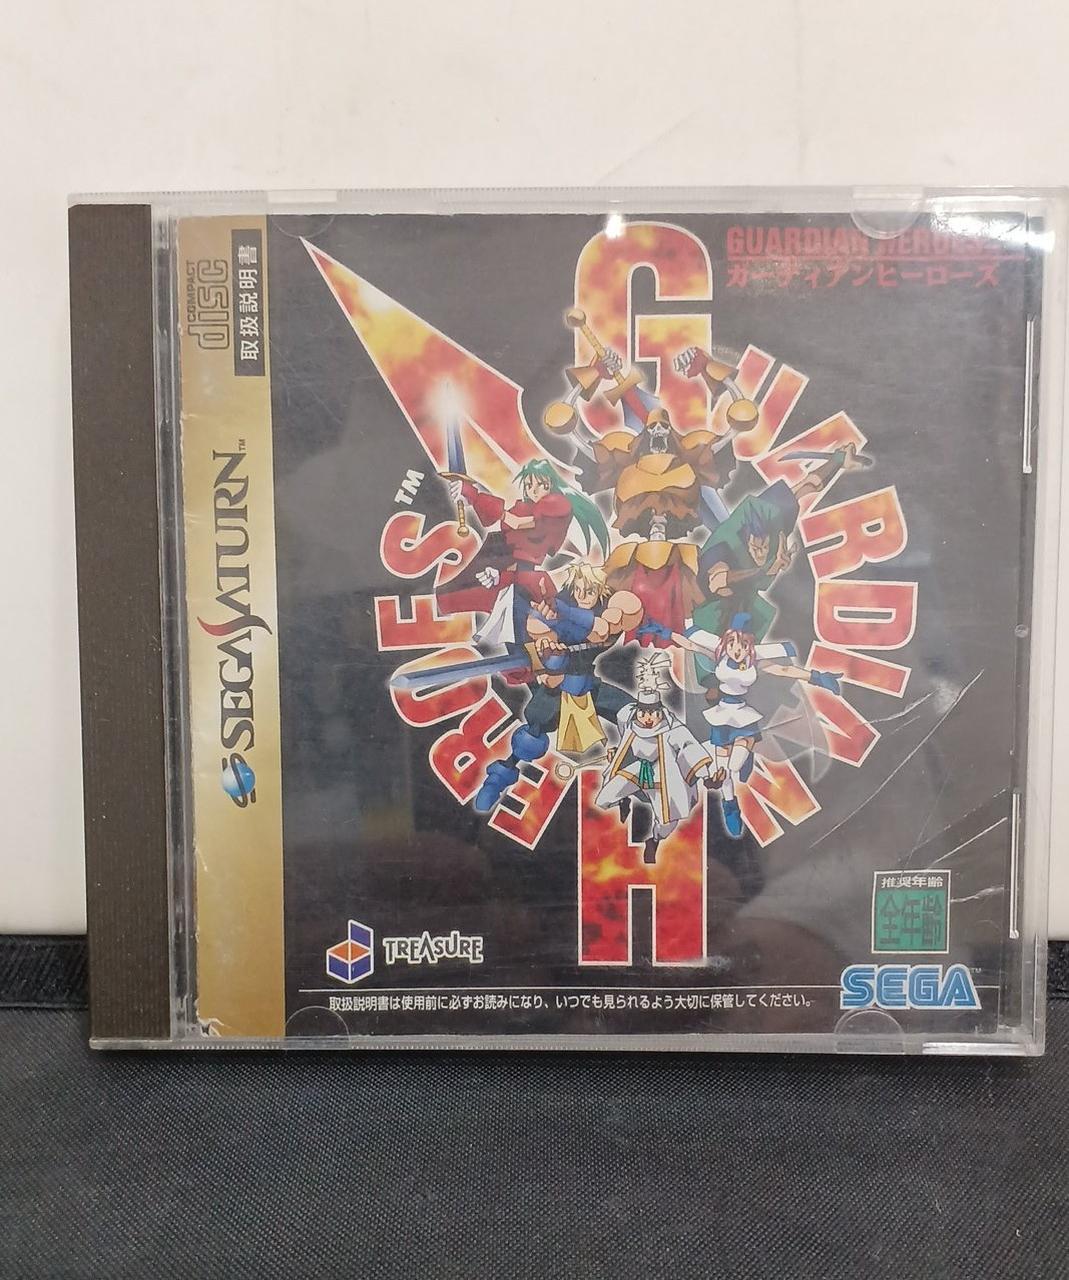 COMPACT
disc
取扱説明書
SEGA SATURN™
GUARDIAN HEROES
ガーディアンヒーローズ
GUARDIAN
HEROES™
TREASURE
推奨年齢
全年齢
SEGA™
取扱説明書は使用前に必ずお読みになり、いつでも見られるよう大切に保管してください。